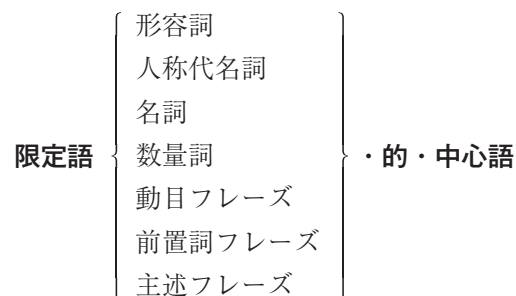 形容詞
人称代名詞
名詞
限定語 { 数量詞 } ・的・中心語
動目フレーズ
前置詞フレーズ
主述フレーズ